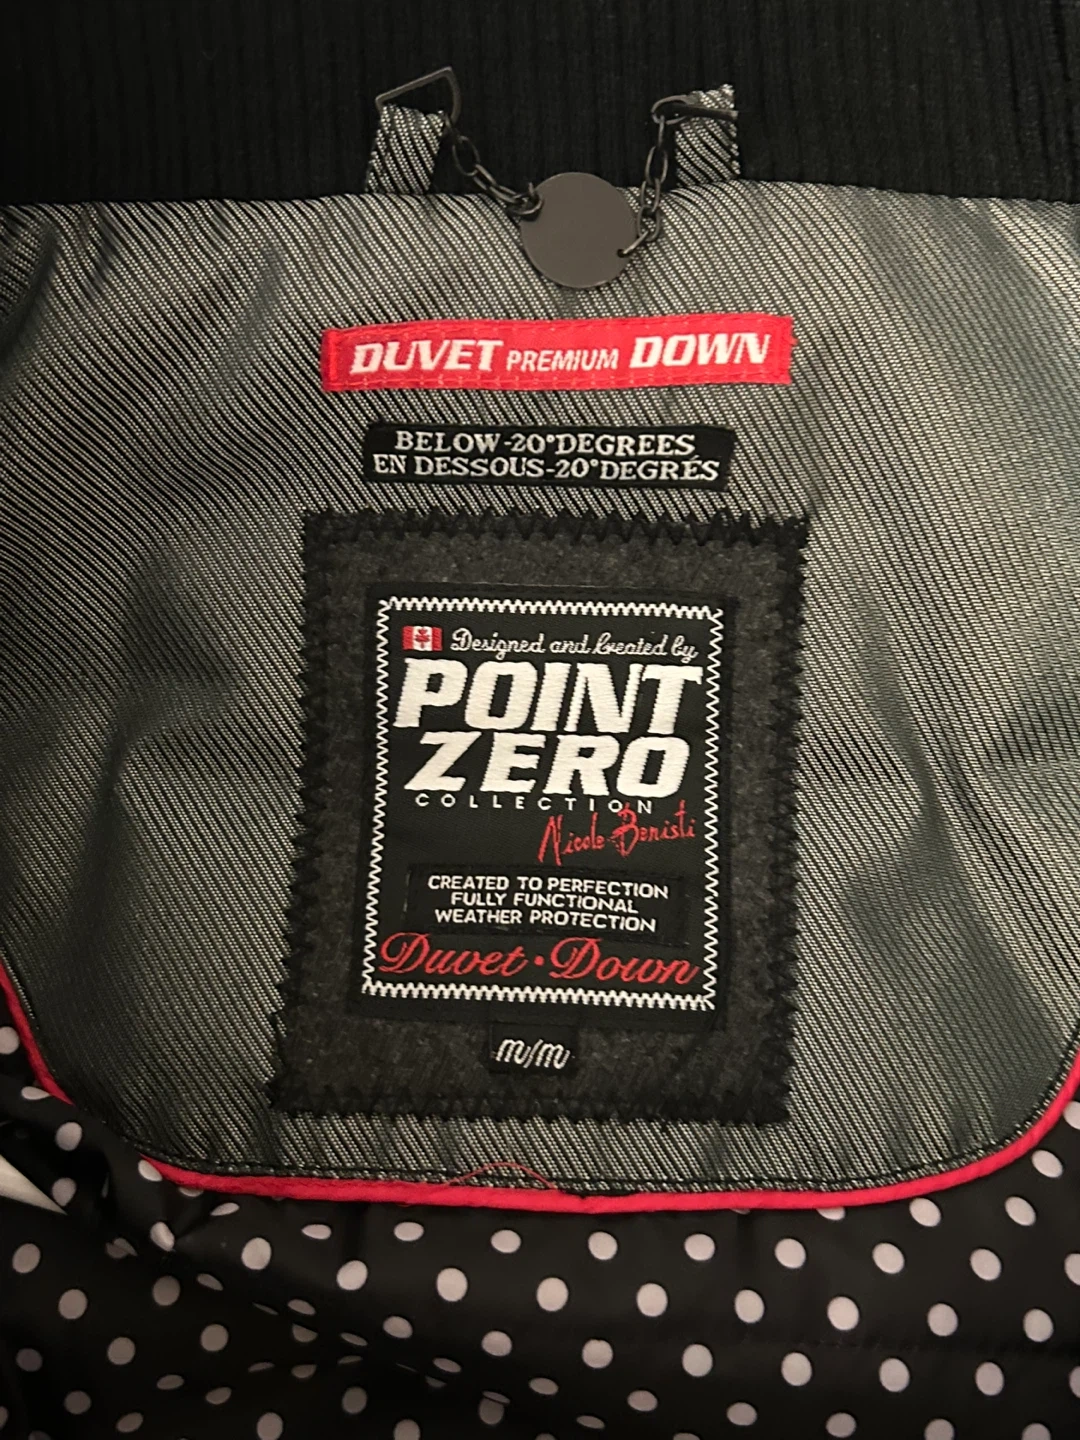 DUVET PREMIUM DOWN
BELOW -20° DEGREES
EN DESSOUS -20° DEGRÉS
Designed and Created by
POINT
ZERO
COLLECTION
Nicole Benisti
CREATED TO PERFECTION
FULLY FUNCTIONAL
WEATHER PROTECTION
Duvet • Down
m/m